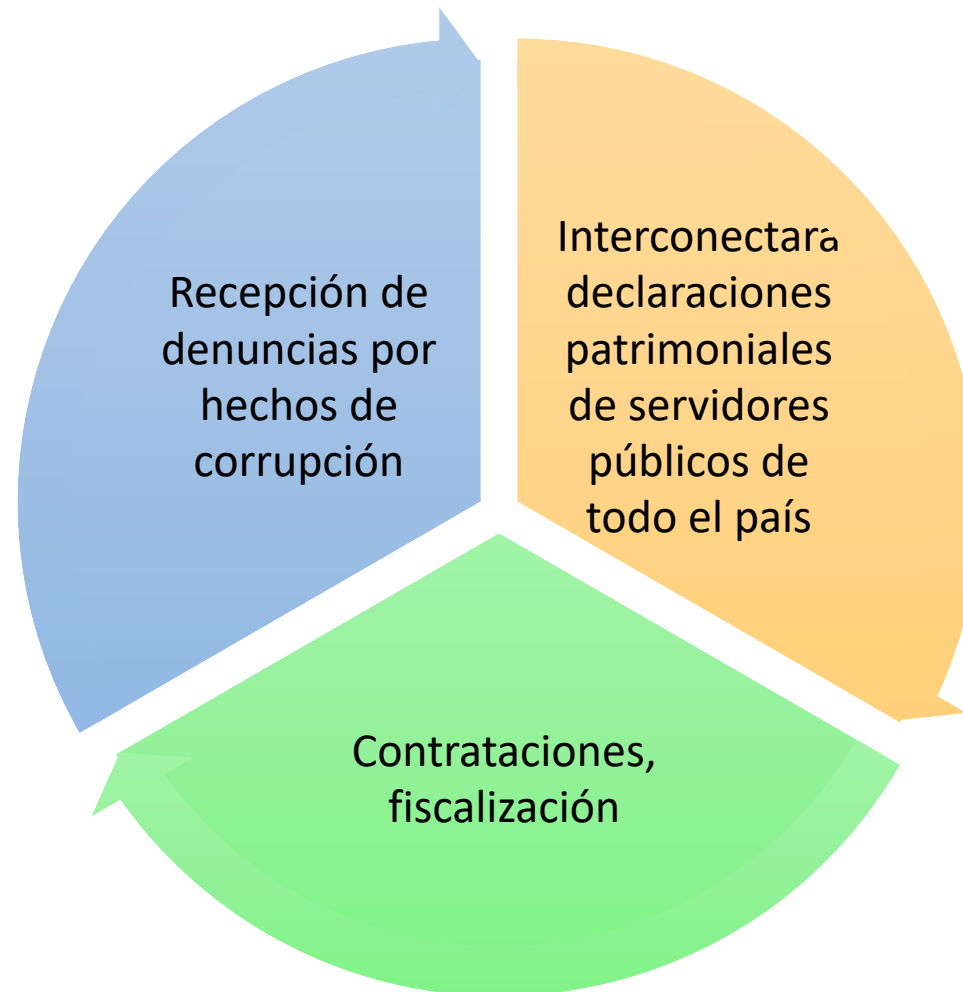 Interconectara
declaraciones
patrimoniales
de servidores
públicos de
todo el país
Contrataciones,
fiscalización
Recepción de
denuncias por
hechos de
corrupción